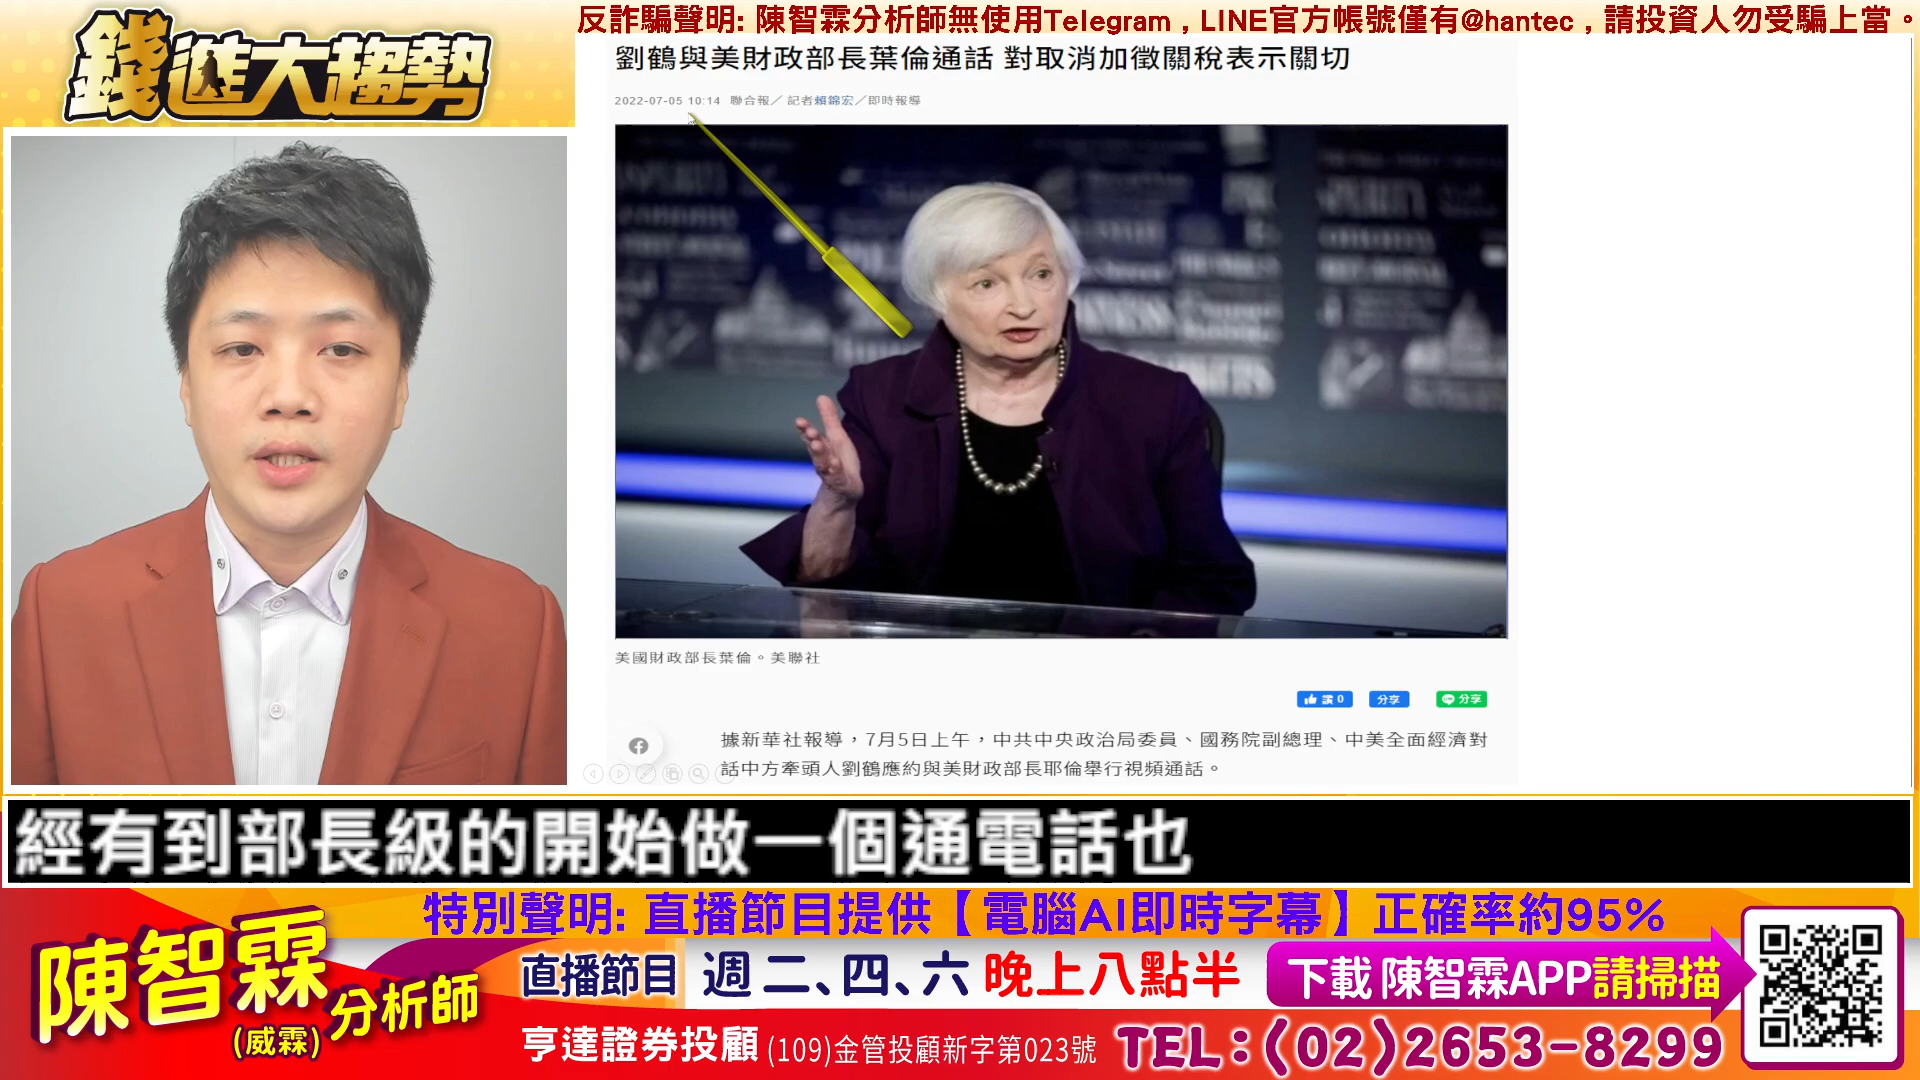 反詐騙聲明: 陳智霖分析師無使用Telegram , LINE官方帳號僅有@hantec , 請投資人勿受騙上當。
錢進大趨勢
劉鶴與美財政部長葉倫通話 對取消加徵關稅表示關切
2022-07-05 10:14 聯合報／ 記者賴錦宏／即時報導
美國財政部長葉倫。美聯社
讚 0 分享 分享
據新華社報導，7月5日上午，中共中央政治局委員、國務院副總理、中美全面經濟對
話中方牽頭人劉鶴應約與美財政部長耶倫舉行視頻通話。
經有到部長級的開始做一個通電話也
特別聲明: 直播節目提供【電腦AI即時字幕】正確率約95%
陳智霖分析師
(威霖)
直播節目 週二、四、六 晚上八點半
下載 陳智霖APP請掃描
亨達證券投顧 (109)金管投顧新字第023號 TEL:(02)2653-8299